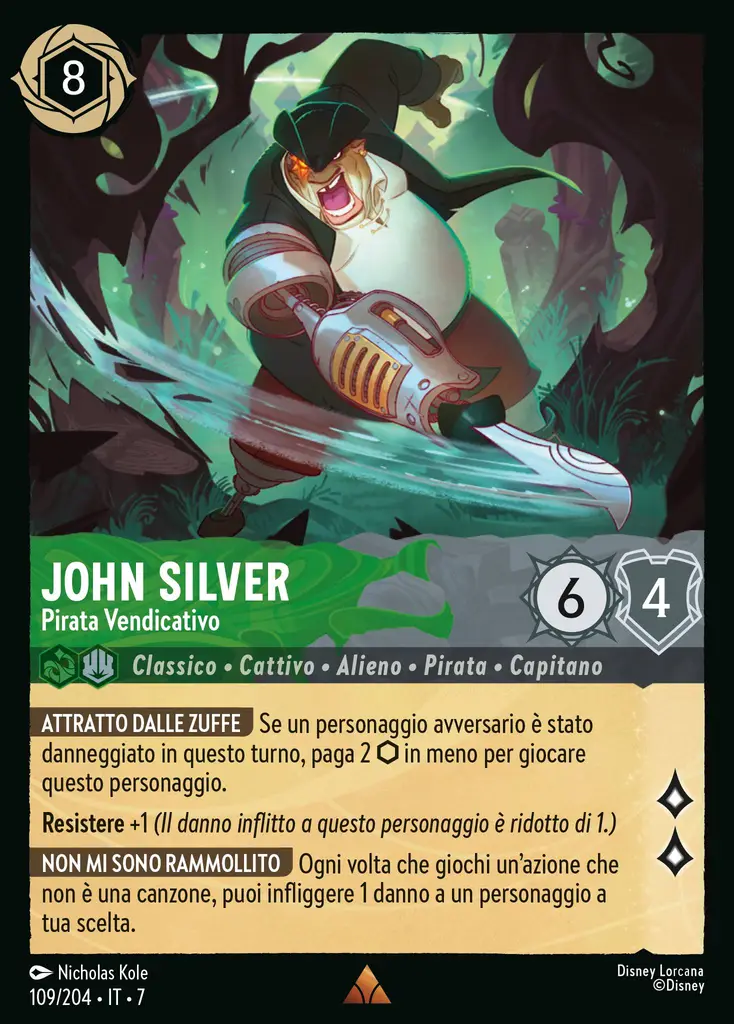 8
JOHN SILVER
Pirata Vendicativo
6
4
Classico • Cattivo • Alieno • Pirata • Capitano
ATTRATTO DALLE ZUFFE Se un personaggio avversario è stato
danneggiato in questo turno, paga 2 ⬡ in meno per giocare
questo personaggio.
Resistere +1 (Il danno inflitto a questo personaggio è ridotto di 1.)
NON MI SONO RAMMOLLITO Ogni volta che giochi un'azione che
non è una canzone, puoi infliggere 1 danno a un personaggio a
tua scelta.
Nicholas Kole
109/204 • IT • 7
Disney Lorcana
©Disney